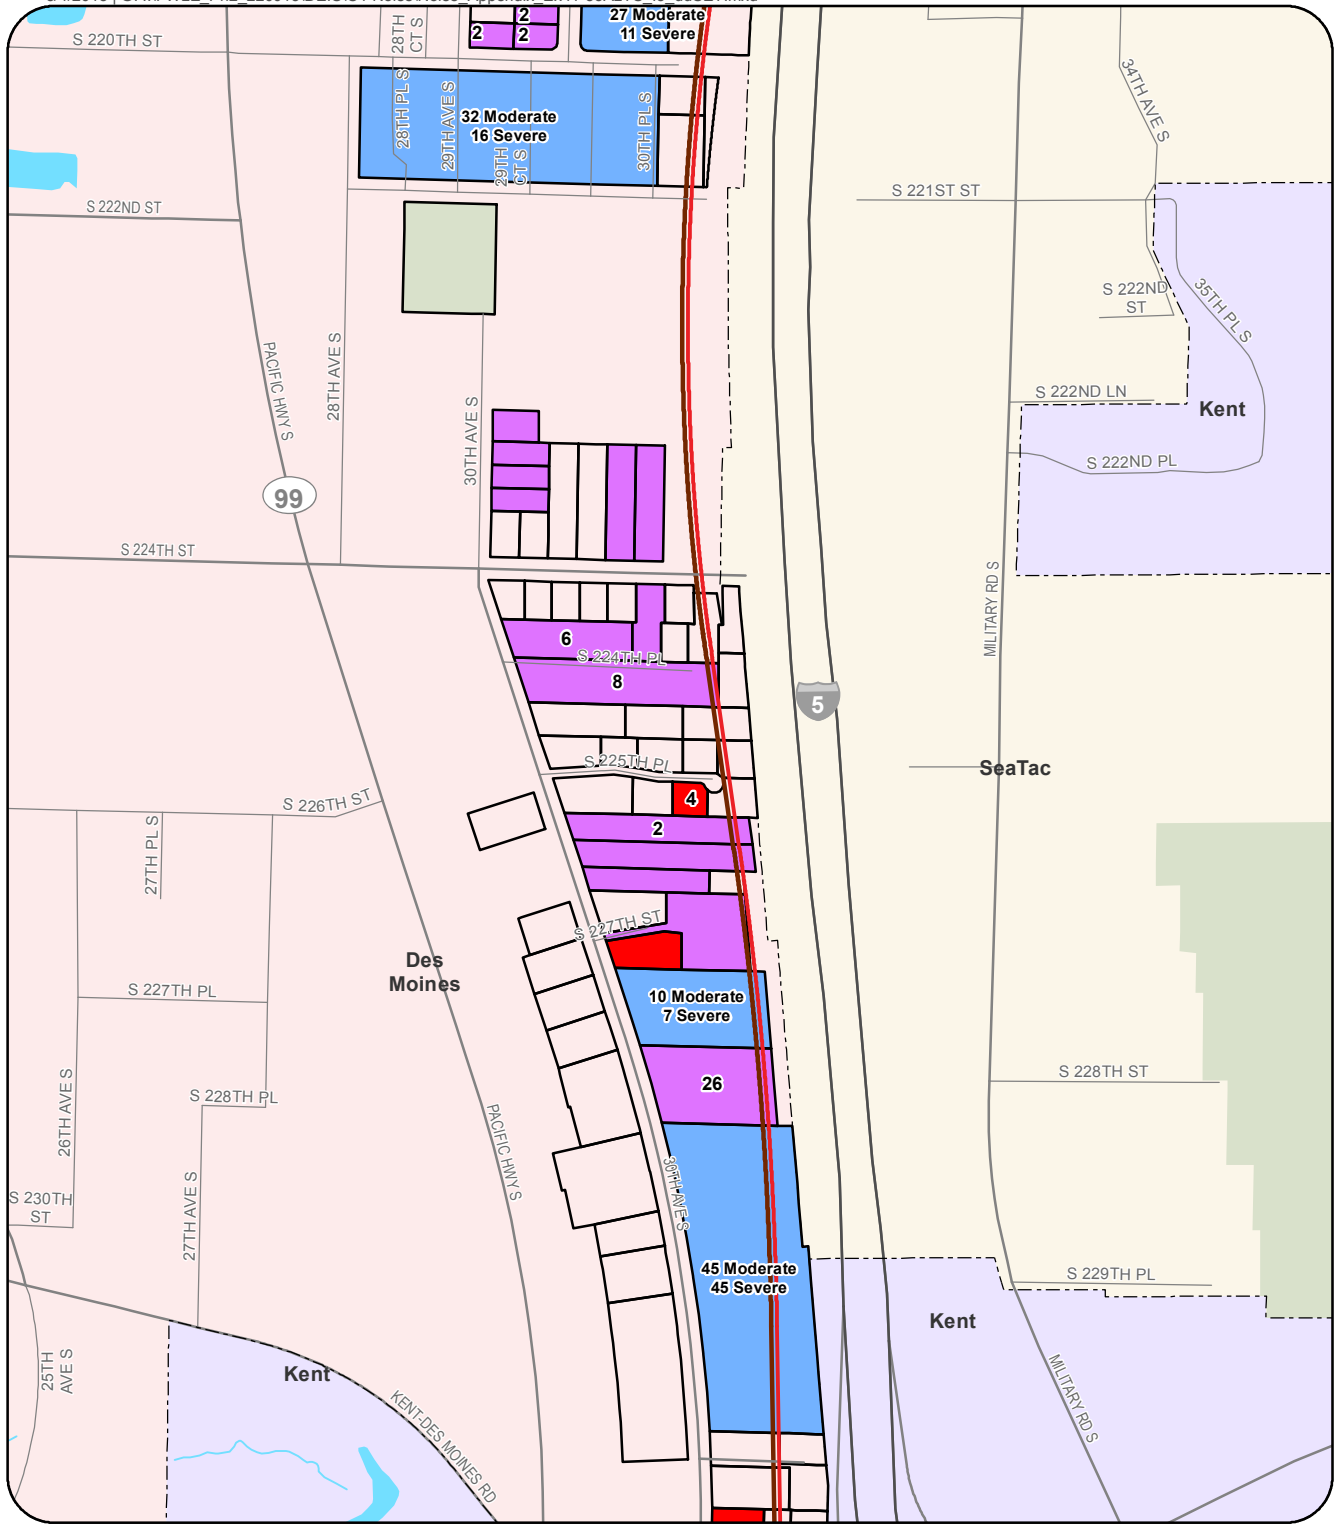 S 220TH ST
28TH
CT S
2
2
2
27 Moderate
11 Severe
34TH AVE S
28TH PL S
29TH AVE S
32 Moderate
16 Severe
29TH
CT S
30TH PL S
S 221ST ST
S 222ND ST
S 222ND
ST
35TH PL S
PACIFIC HWY S
28TH AVE S
30TH AVE S
S 222ND LN
Kent
S 222ND PL
99
S 224TH ST
MILITARY RD S
6
S 224TH PL
8
5
S 225TH PL
SeaTac
S 226TH ST
4
2
27TH PL S
S 227TH ST
Des
Moines
S 227TH PL
10 Moderate
7 Severe
26TH AVE S
S 228TH PL
26
S 228TH ST
PACIFIC HWY S
30TH AVE S
S 230TH
ST
27TH AVE S
45 Moderate
45 Severe
S 229TH PL
Kent
25TH
AVE S
Kent
KENT-DES MOINES RD
MILITARY RD S